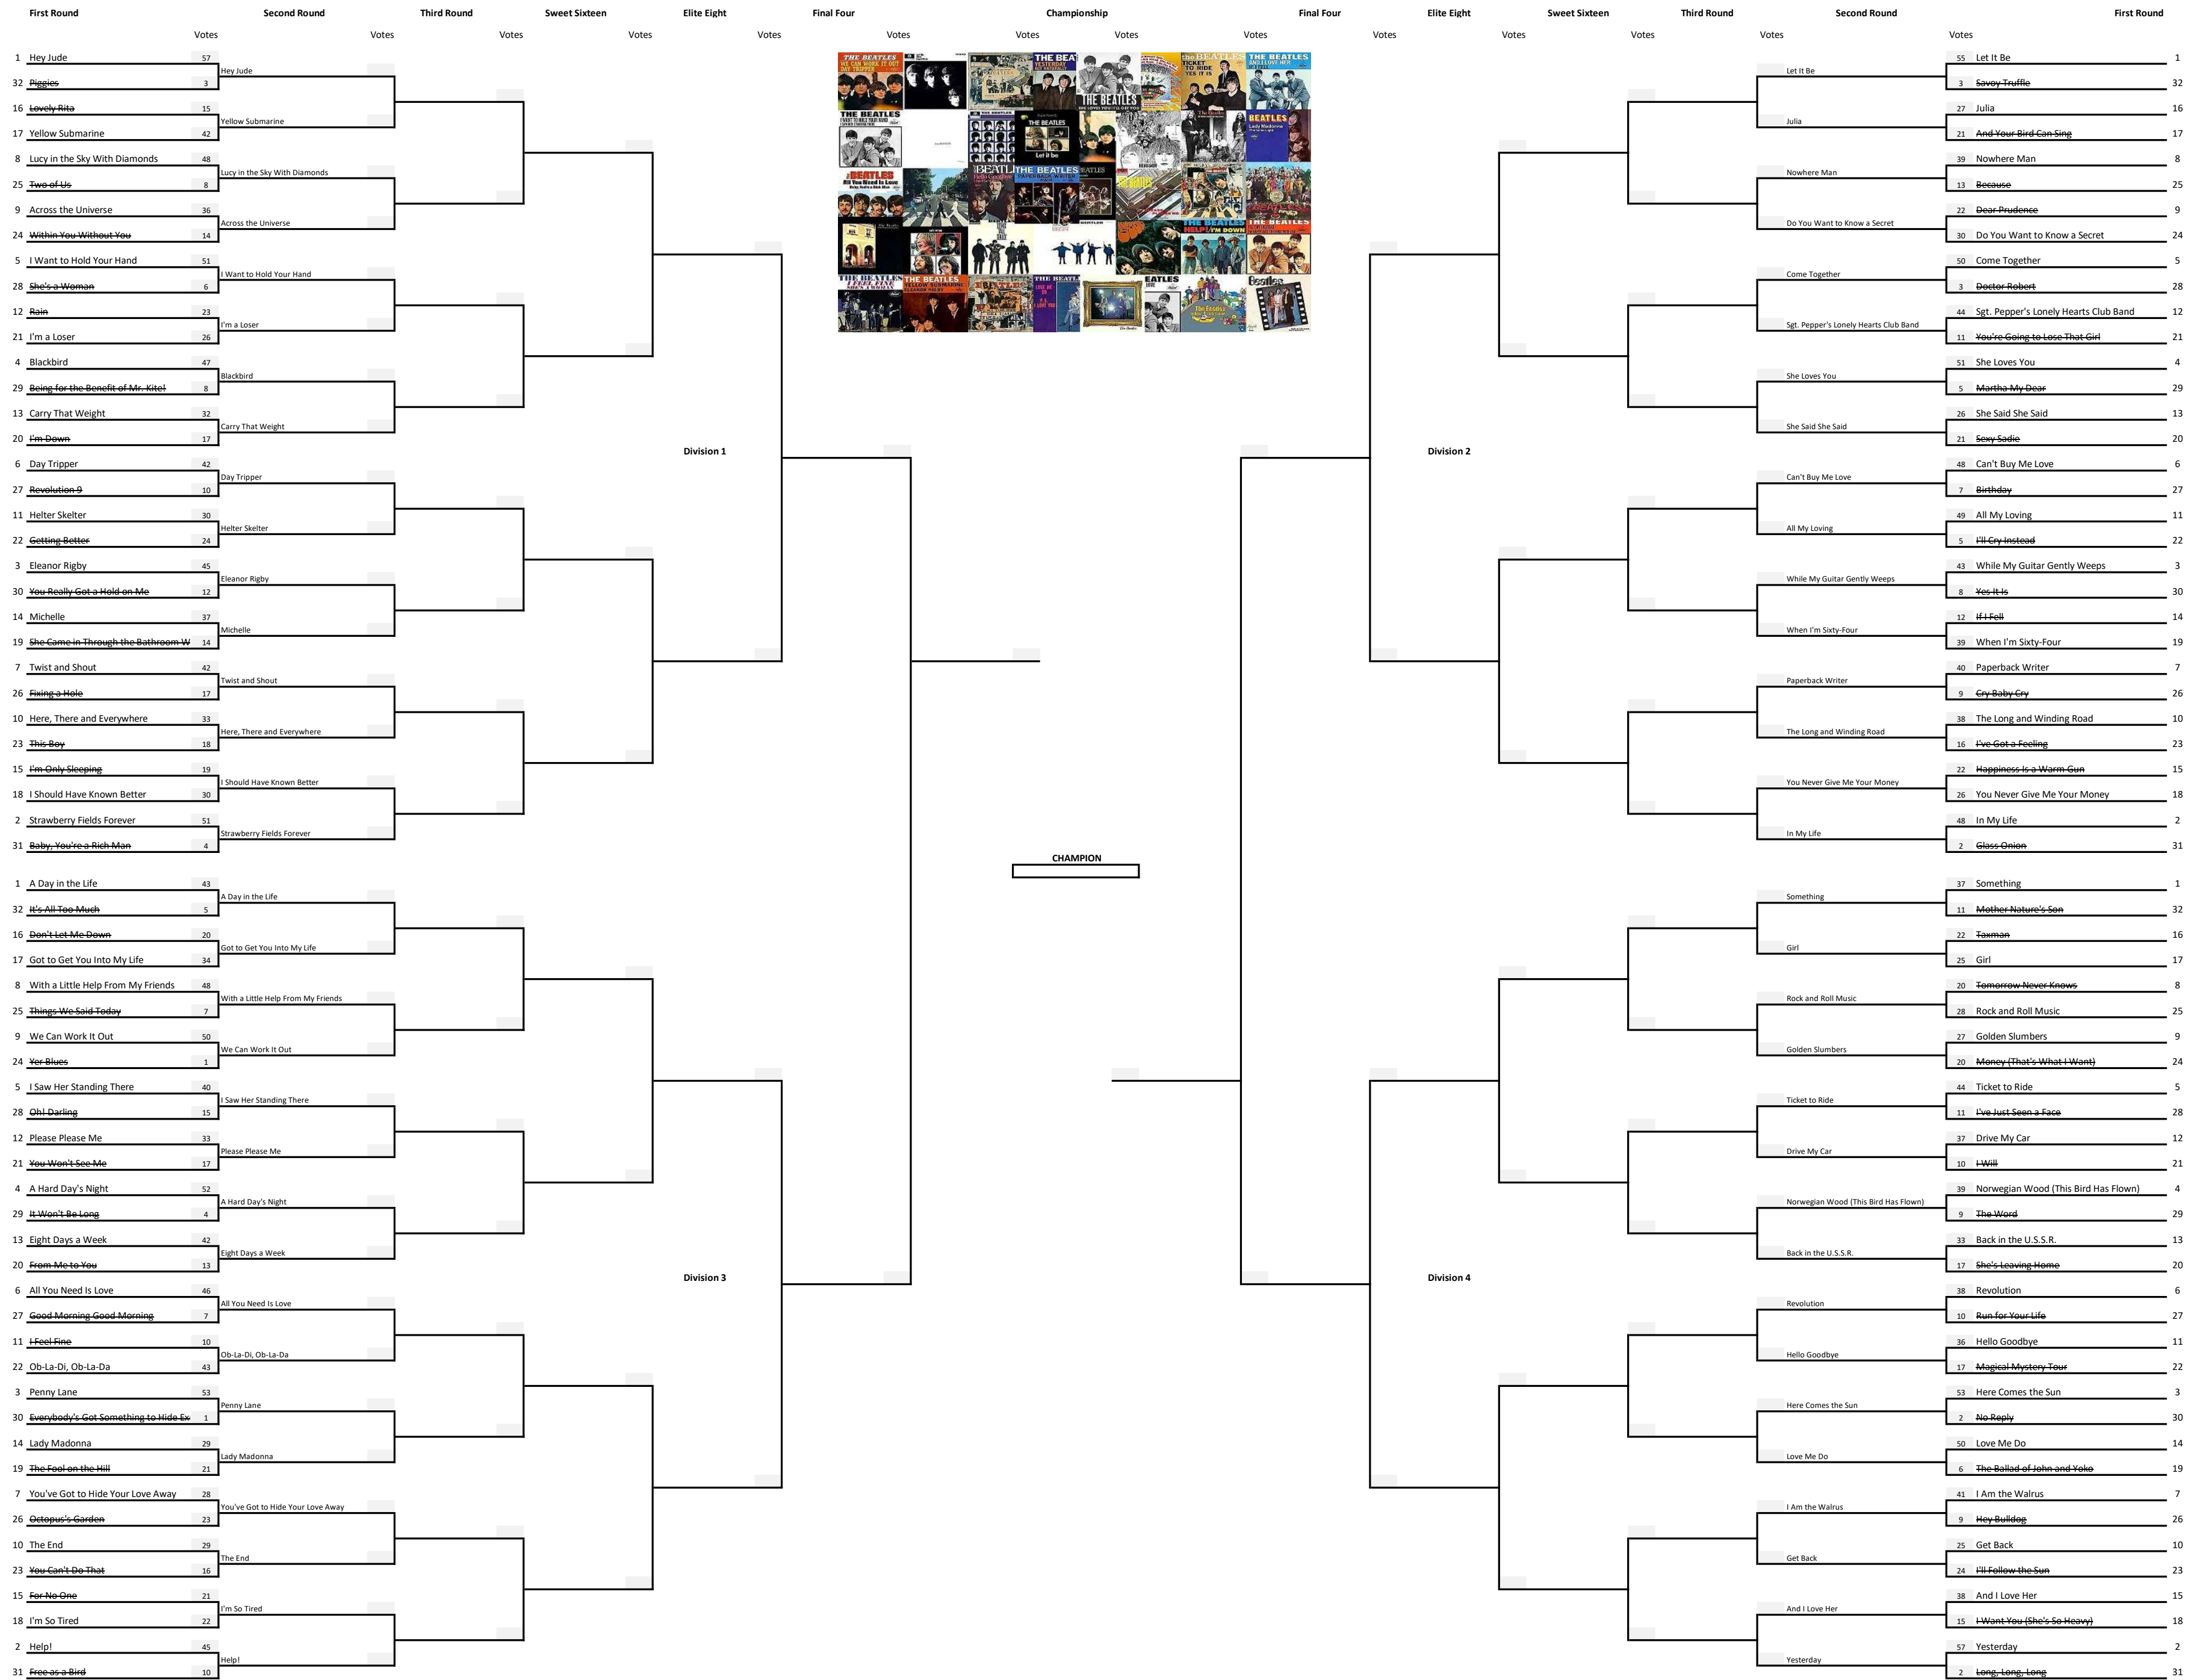 First Round Second Round Third Round Sweet Sixteen Elite Eight Final Four Championship Final Four Elite Eight Sweet Sixteen Third Round Second Round First Round
Votes Votes Votes Votes Votes Votes Votes Votes Votes Votes Votes Votes Votes Votes
1 Hey Jude 57
Hey Jude
32 Piggies 3
16 Lovely Rita 15
Yellow Submarine
17 Yellow Submarine 42
8 Lucy in the Sky With Diamonds 48
Lucy in the Sky With Diamonds
25 Two of Us 8
9 Across the Universe 36
Across the Universe
24 Within You Without You 14
5 I Want to Hold Your Hand 51
I Want to Hold Your Hand
28 She's a Woman 6
12 Rain 23
I'm a Loser
21 I'm a Loser 26
4 Blackbird 47
Blackbird
29 Being for the Benefit of Mr. Kite! 8
13 Carry That Weight 32
Carry That Weight
20 I'm Down 17
Division 1
6 Day Tripper 42
Day Tripper
27 Revolution 9 10
11 Helter Skelter 30
Helter Skelter
22 Getting Better 24
3 Eleanor Rigby 45
Eleanor Rigby
30 You Really Got a Hold on Me 12
14 Michelle 37
Michelle
19 She Came in Through the Bathroom W 14
7 Twist and Shout 42
Twist and Shout
26 Fixing a Hole 17
10 Here, There and Everywhere 33
Here, There and Everywhere
23 This Boy 18
15 I'm Only Sleeping 19
I Should Have Known Better
18 I Should Have Known Better 30
2 Strawberry Fields Forever 51
Strawberry Fields Forever
31 Baby, You're a Rich Man 4
55 Let It Be 1
Let It Be
3 Savoy Truffle 32
27 Julia 16
Julia
21 And Your Bird Can Sing 17
39 Nowhere Man 8
Nowhere Man
13 Because 25
22 Dear Prudence 9
Do You Want to Know a Secret
30 Do You Want to Know a Secret 24
50 Come Together 5
Come Together
3 Doctor Robert 28
44 Sgt. Pepper's Lonely Hearts Club Band 12
Sgt. Pepper's Lonely Hearts Club Band
11 You're Going to Lose That Girl 21
51 She Loves You 4
She Loves You
5 Martha My Dear 29
26 She Said She Said 13
She Said She Said
21 Sexy Sadie 20
Division 2
48 Can't Buy Me Love 6
Can't Buy Me Love
7 Birthday 27
49 All My Loving 11
All My Loving
5 I'll Cry Instead 22
43 While My Guitar Gently Weeps 3
While My Guitar Gently Weeps
8 Yes It Is 30
12 If I Fell 14
When I'm Sixty-Four
39 When I'm Sixty-Four 19
40 Paperback Writer 7
Paperback Writer
9 Cry Baby Cry 26
38 The Long and Winding Road 10
The Long and Winding Road
16 I've Got a Feeling 23
22 Happiness Is a Warm Gun 15
You Never Give Me Your Money
26 You Never Give Me Your Money 18
48 In My Life 2
In My Life
2 Glass Onion 31
CHAMPION
1 A Day in the Life 43
A Day in the Life
32 It's All Too Much 5
16 Don't Let Me Down 20
Got to Get You Into My Life
17 Got to Get You Into My Life 34
8 With a Little Help From My Friends 48
With a Little Help From My Friends
25 Things We Said Today 7
9 We Can Work It Out 50
We Can Work It Out
24 Yer Blues 1
5 I Saw Her Standing There 40
I Saw Her Standing There
28 Oh! Darling 15
12 Please Please Me 33
Please Please Me
21 You Won't See Me 17
4 A Hard Day's Night 52
A Hard Day's Night
29 It Won't Be Long 4
13 Eight Days a Week 42
Eight Days a Week
20 From Me to You 13
Division 3
6 All You Need Is Love 46
All You Need Is Love
27 Good Morning Good Morning 7
11 I Feel Fine 10
Ob-La-Di, Ob-La-Da
22 Ob-La-Di, Ob-La-Da 43
3 Penny Lane 53
Penny Lane
30 Everybody's Got Something to Hide Ex 1
14 Lady Madonna 29
Lady Madonna
19 The Fool on the Hill 21
7 You've Got to Hide Your Love Away 28
You've Got to Hide Your Love Away
26 Octopus's Garden 23
10 The End 29
The End
23 You Can't Do That 16
15 For No One 21
I'm So Tired
18 I'm So Tired 22
2 Help! 45
Help!
31 Free as a Bird 10
37 Something 1
Something
11 Mother Nature's Son 32
22 Taxman 16
Girl
25 Girl 17
20 Tomorrow Never Knows 8
Rock and Roll Music
28 Rock and Roll Music 25
27 Golden Slumbers 9
Golden Slumbers
20 Money (That's What I Want) 24
44 Ticket to Ride 5
Ticket to Ride
11 I've Just Seen a Face 28
37 Drive My Car 12
Drive My Car
10 I Will 21
39 Norwegian Wood (This Bird Has Flown) 4
Norwegian Wood (This Bird Has Flown)
9 The Word 29
33 Back in the U.S.S.R. 13
Back in the U.S.S.R.
17 She's Leaving Home 20
Division 4
38 Revolution 6
Revolution
10 Run for Your Life 27
36 Hello Goodbye 11
Hello Goodbye
17 Magical Mystery Tour 22
53 Here Comes the Sun 3
Here Comes the Sun
2 No Reply 30
50 Love Me Do 14
Love Me Do
6 The Ballad of John and Yoko 19
41 I Am the Walrus 7
I Am the Walrus
9 Hey Bulldog 26
25 Get Back 10
Get Back
24 I'll Follow the Sun 23
38 And I Love Her 15
And I Love Her
15 I Want You (She's So Heavy) 18
57 Yesterday 2
Yesterday
2 Long, Long, Long 31